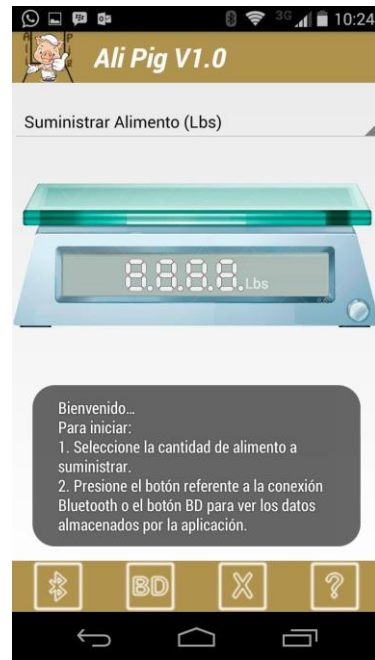 3G 10:24
A P
Ali Pig V1.0
Suministrar Alimento (Lbs)
8.8.8.8.Lbs
Bienvenido...
Para iniciar:
1. Seleccione la cantidad de alimento a
suministrar.
2. Presione el botón referente a la conexión
Bluetooth o el botón BD para ver los datos
almacenados por la aplicación.
BD X ?